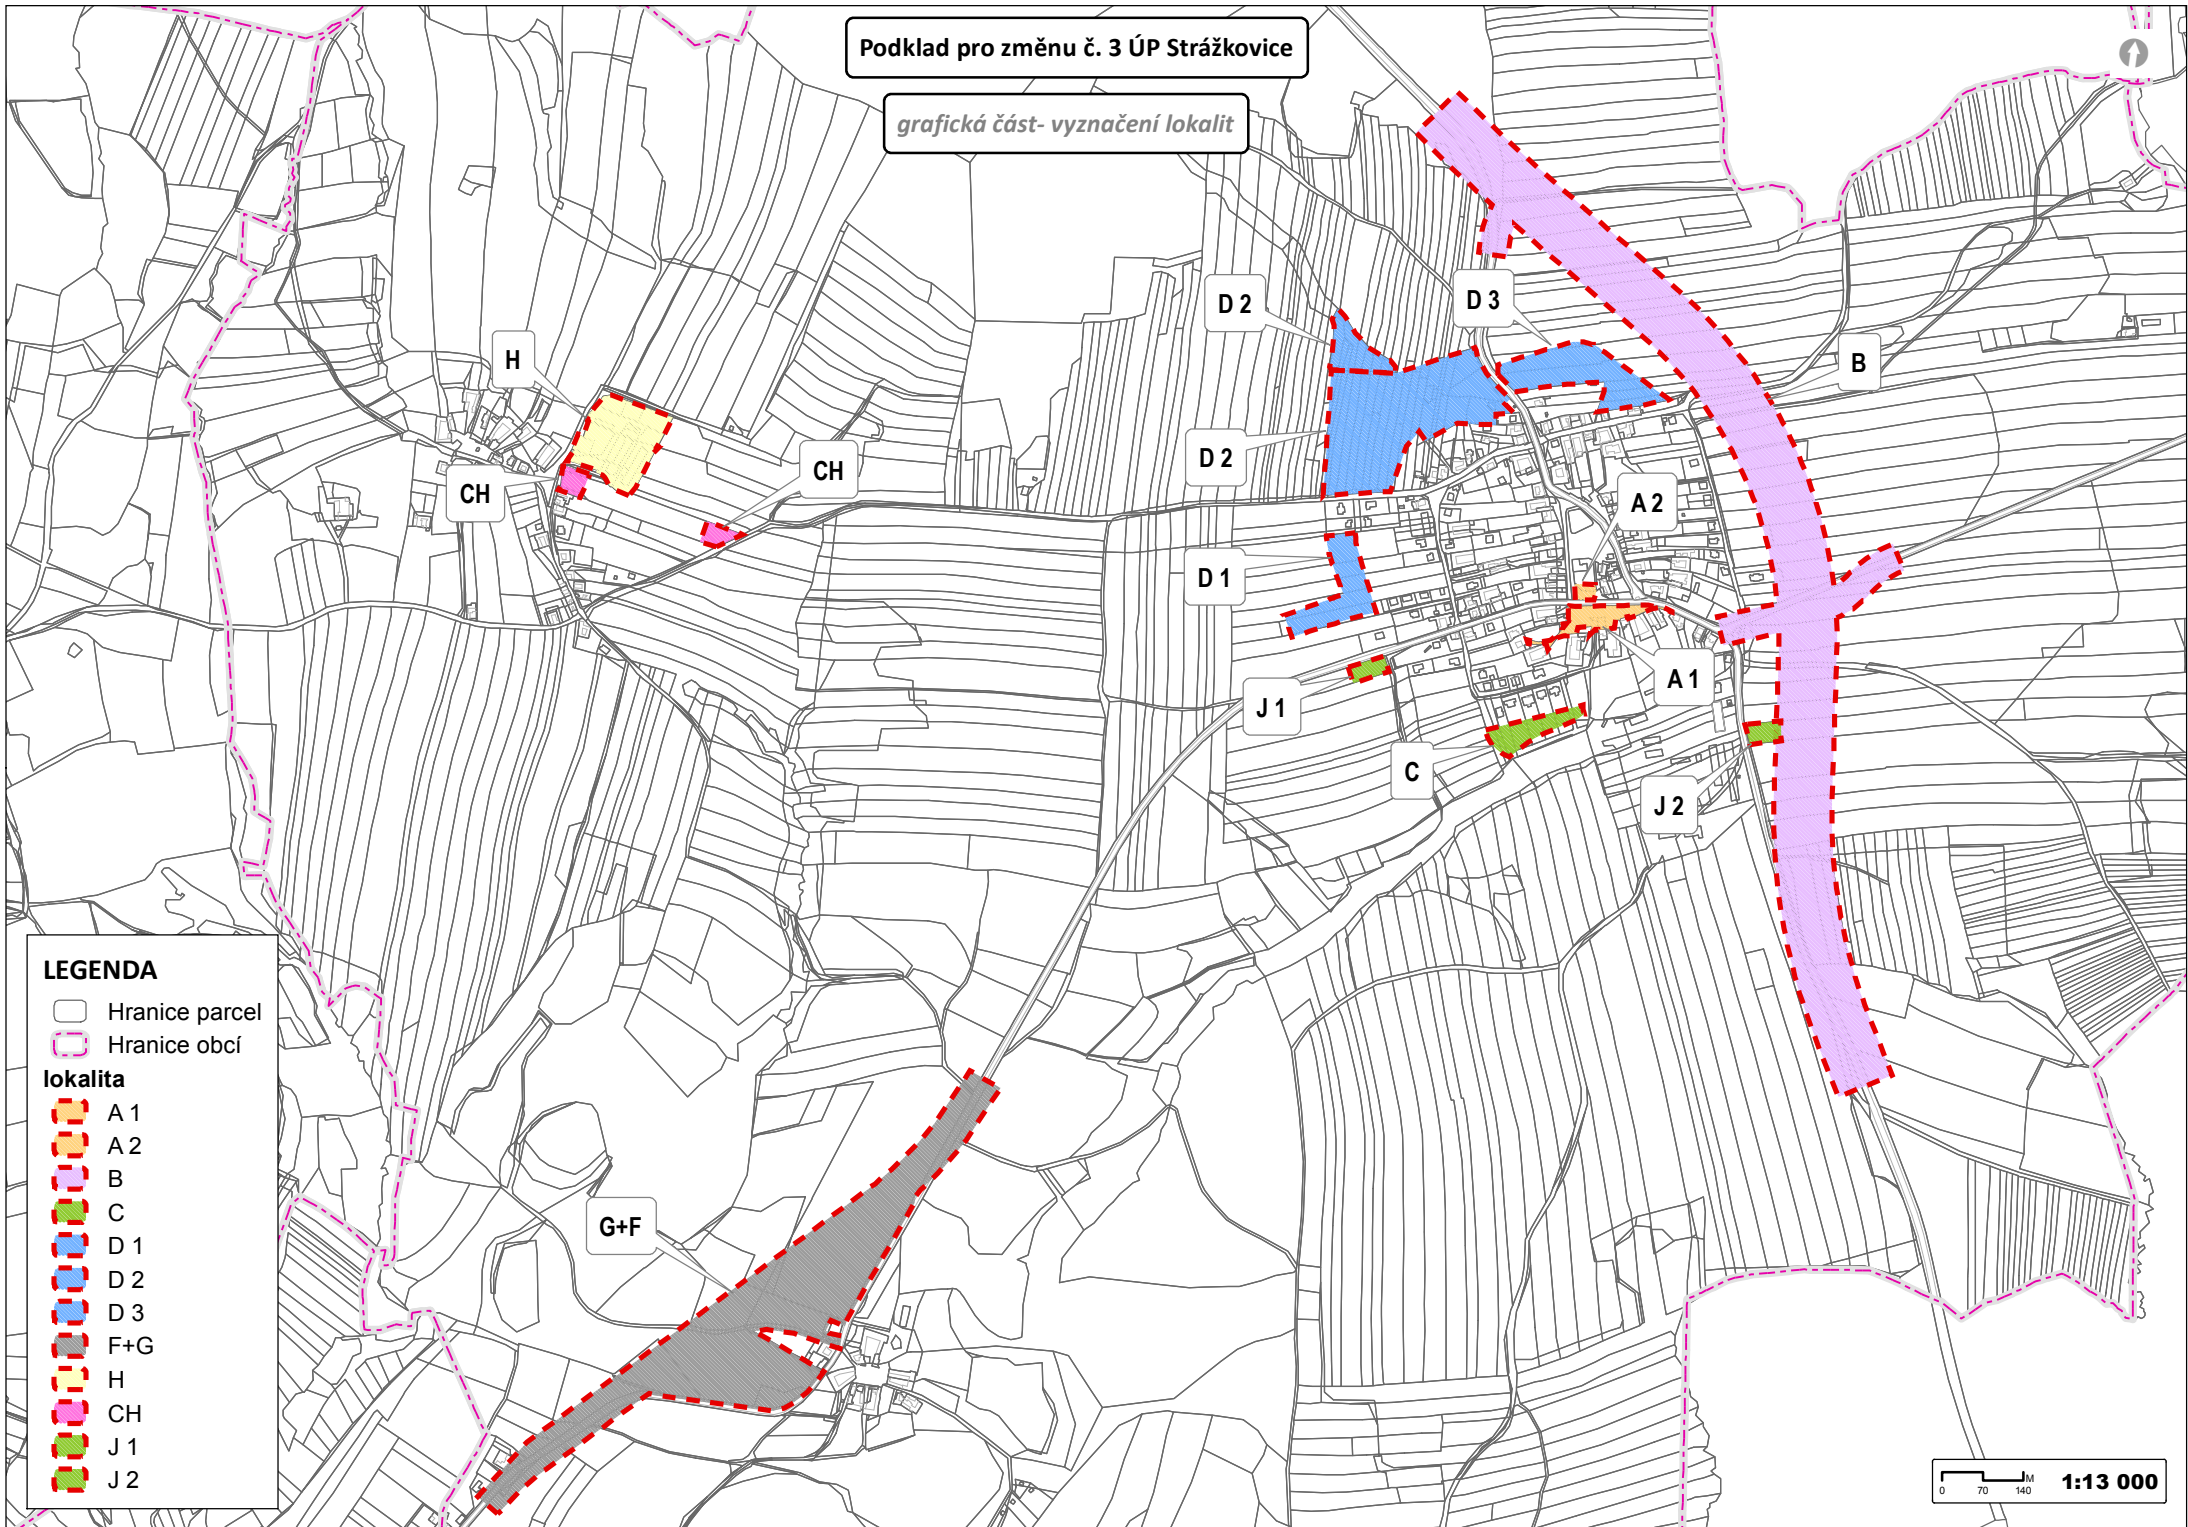 Podklad pro změnu č. 3 ÚP Strážkovice
grafická část- vyznačení lokalit
D 2
D 3
H
B
D 2
CH
CH
A 2
D 1
A 1
J 1
C
J 2
G+F
LEGENDA
Hranice parcel
Hranice obcí
lokalita
A 1
A 2
B
C
D 1
D 2
D 3
F+G
H
CH
J 1
J 2
M
0 70 140
1:13 000